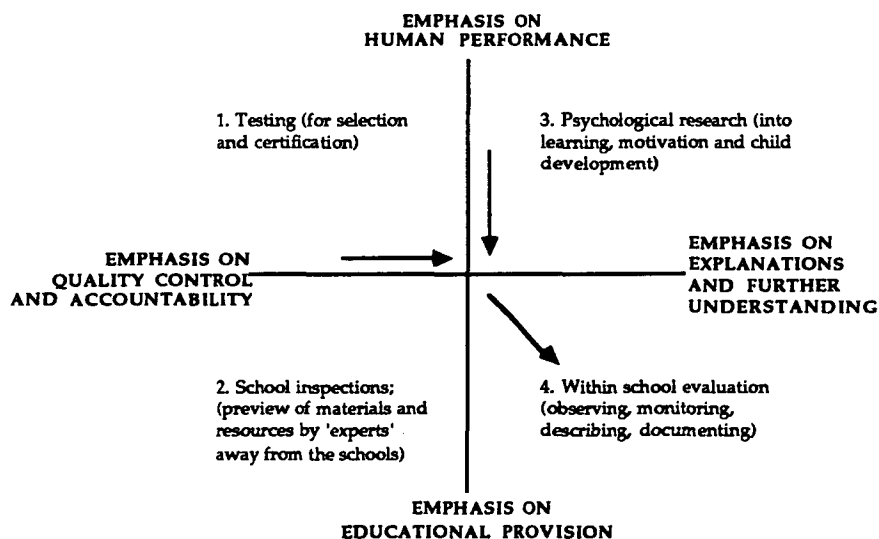 EMPHASIS ON
HUMAN PERFORMANCE
1. Testing (for selection
and certification)
3. Psychological research (into
learning, motivation and child
development)
EMPHASIS ON
QUALITY CONTROL
AND ACCOUNTABILITY
EMPHASIS ON
EXPLANATIONS
AND FURTHER
UNDERSTANDING
2. School inspections;
(preview of materials and
resources by 'experts'
away from the schools)
4. Within school evaluation
(observing, monitoring,
describing, documenting)
EMPHASIS ON
EDUCATIONAL PROVISION